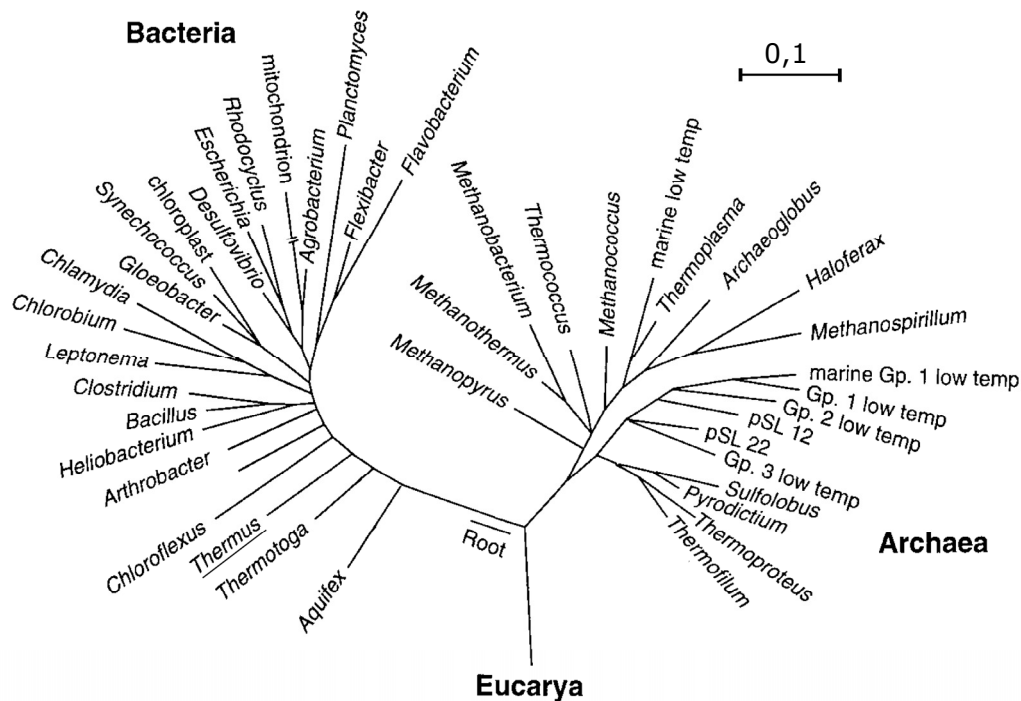 Bacteria
0,1
mitochondrion
Planctomyces
Rhodocyclus
Escherichia
Desulfovibrio
chloroplast
Synechococcus
Gloeobacter
Chlamydia
Chlorobium
Leptonema
Clostridium
Bacillus
Heliobacterium
Arthrobacter
Chloroflexus
Thermus
Thermotoga
Aquifex
Agrobacterium
Flexibacter
Flavobacterium
Root
Methanopyrus
Methanothermus
Methanobacterium
Thermococcus
Methanococcus
marine low temp
Thermoplasma
Archaeoglobus
Haloferax
Methanospirillum
marine Gp. 1 low temp
Gp. 1 low temp
Gp. 2 low temp
pSL 12
pSL 22
Gp. 3 low temp
Sulfolobus
Pyrodictium
Thermoproteus
Thermofilum
Archaea
Eucarya